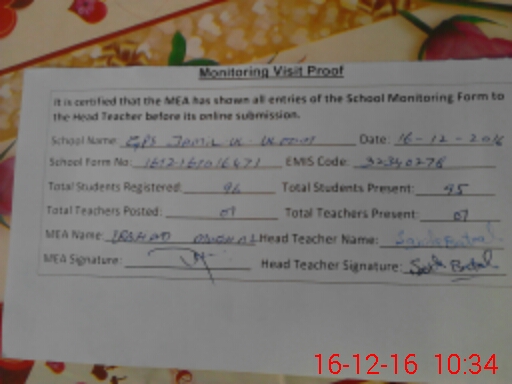 Monitoring Visit Proof
It is certified that the MEA has shown all entries of the School Monitoring Form to
the Head Teacher before its online submission.
School Name: GPS Date: 16-12-2016
School Form No: EMIS Code: 32340278
Total Students Registered: 96 Total Students Present: 95
Total Teachers Posted: 07 Total Teachers Present: 07
MEA Name: IRSHAD Head Teacher Name:
MEA Signature: Head Teacher Signature:
16-12-16 10:34